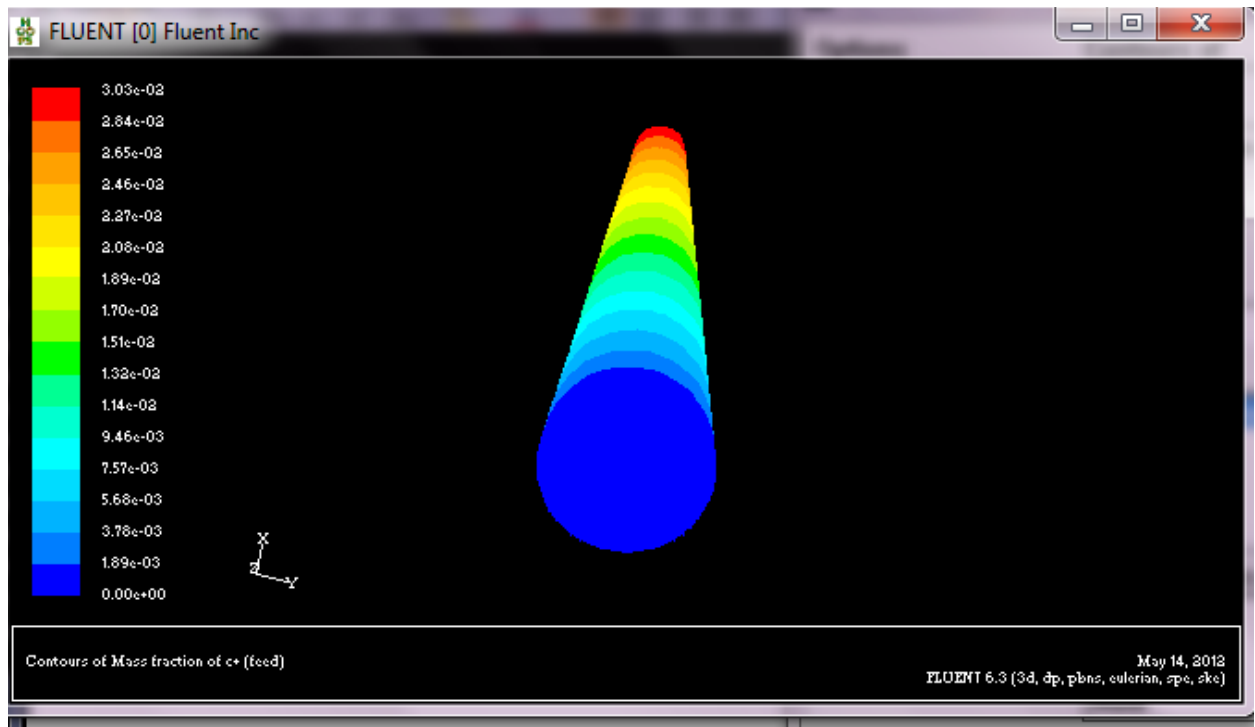 FLUENT [0] Fluent Inc
3.03e-02
2.84e-02
2.65e-02
2.46e-02
2.27e-02
2.08e-02
1.89e-02
1.70e-02
1.51e-02
1.32e-02
1.14e-02
9.46e-03
7.57e-03
5.68e-03
3.78e-03
1.89e-03
0.00e+00
X
Z
Y
Contours of Mass fraction of c+ (feed)
May 14, 2012
FLUENT 6.3 (3d, dp, pbns, eulerian, spe, ske)